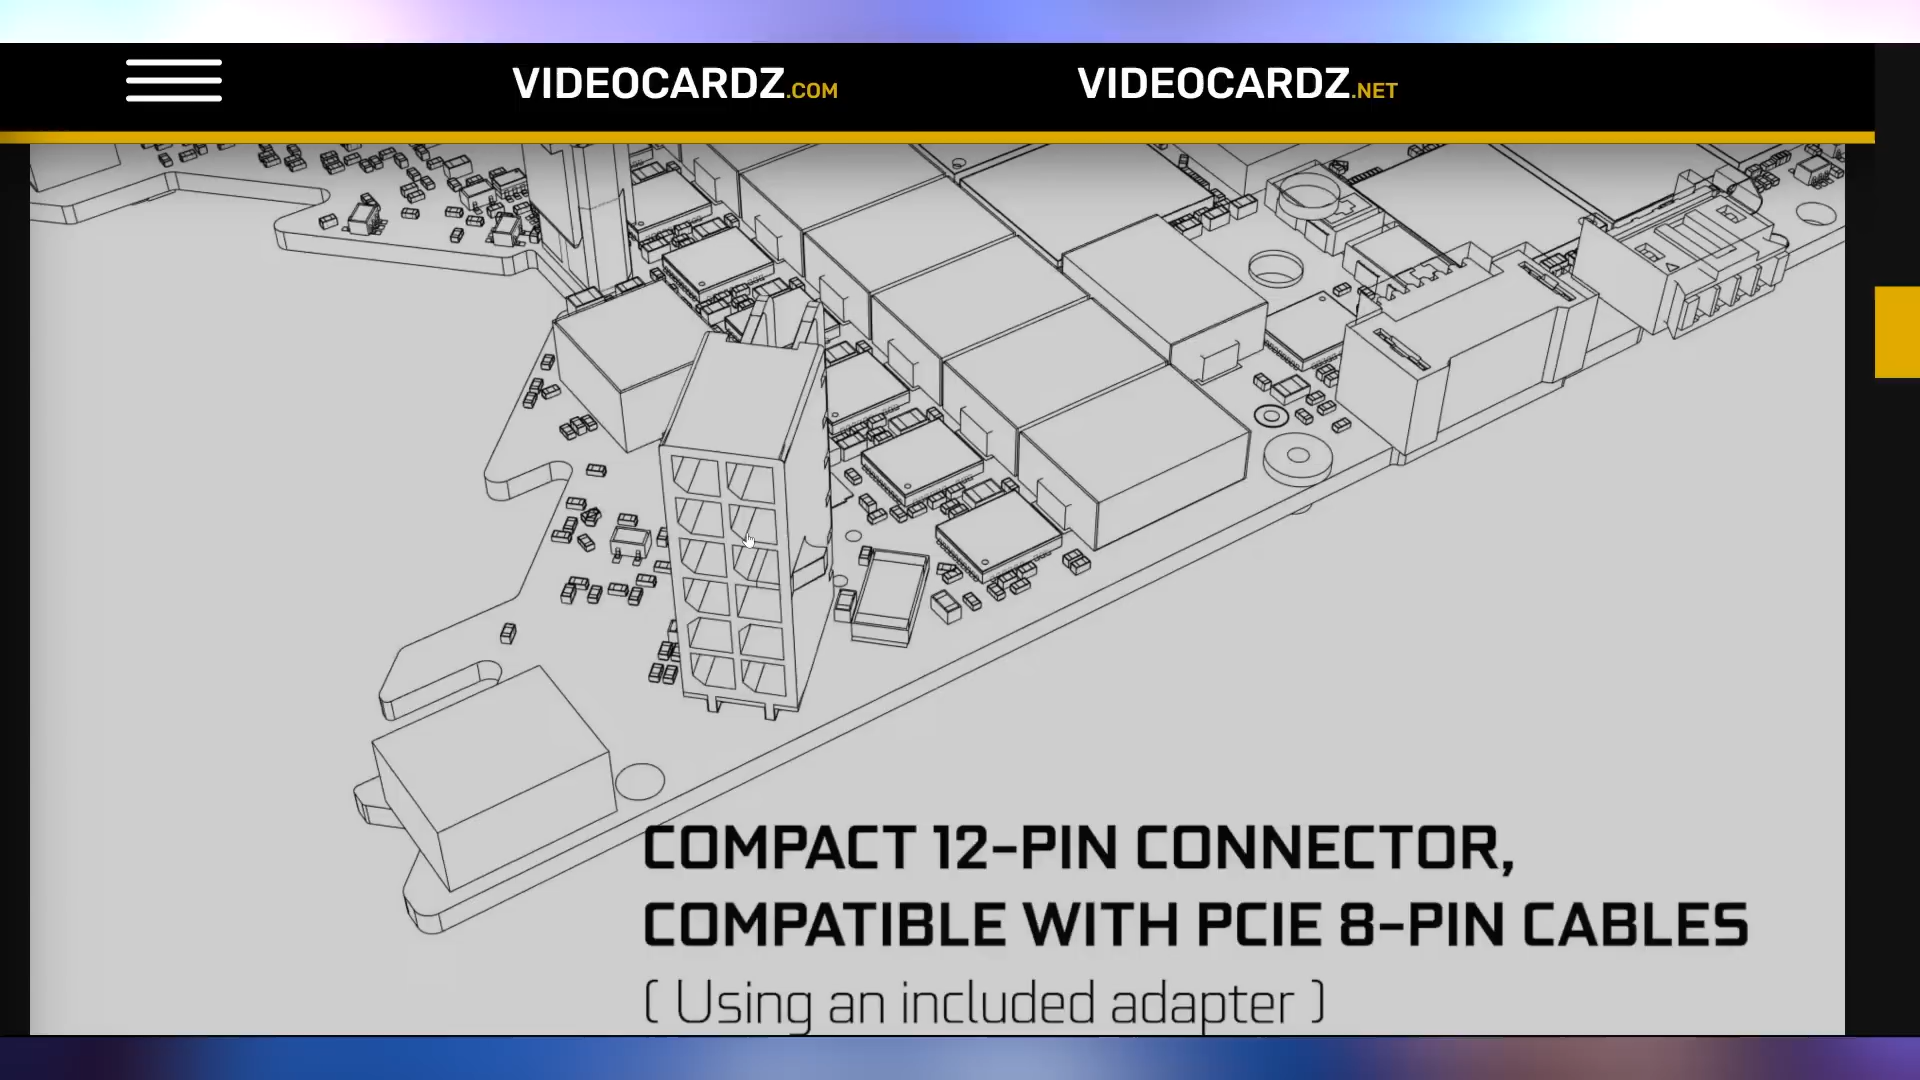 VIDEOCARDZ.COM
VIDEOCARDZ.NET
COMPACT 12-PIN CONNECTOR,
COMPATIBLE WITH PCIE 8-PIN CABLES
( Using an included adapter )